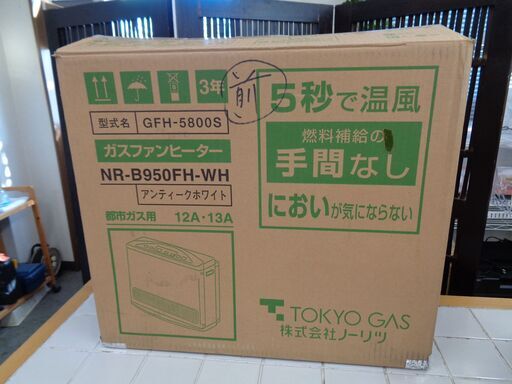 3年
前
型式名 GFH-5800S
ガスファンヒーター
NR-B950FH-WH
アンティークホワイト
都市ガス用 12A・13A
5秒で温風
燃料補給の
手間なし
においが気にならない
TOKYO GAS
株式会社ノーリツ